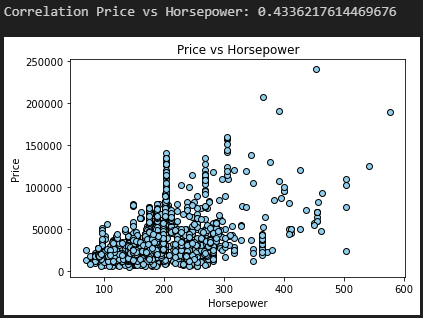 Correlation Price vs Horsepower: 0.4336217614469676
Price vs Horsepower
250000
200000
150000
100000
50000
0
Price
100 200 300 400 500 600
Horsepower